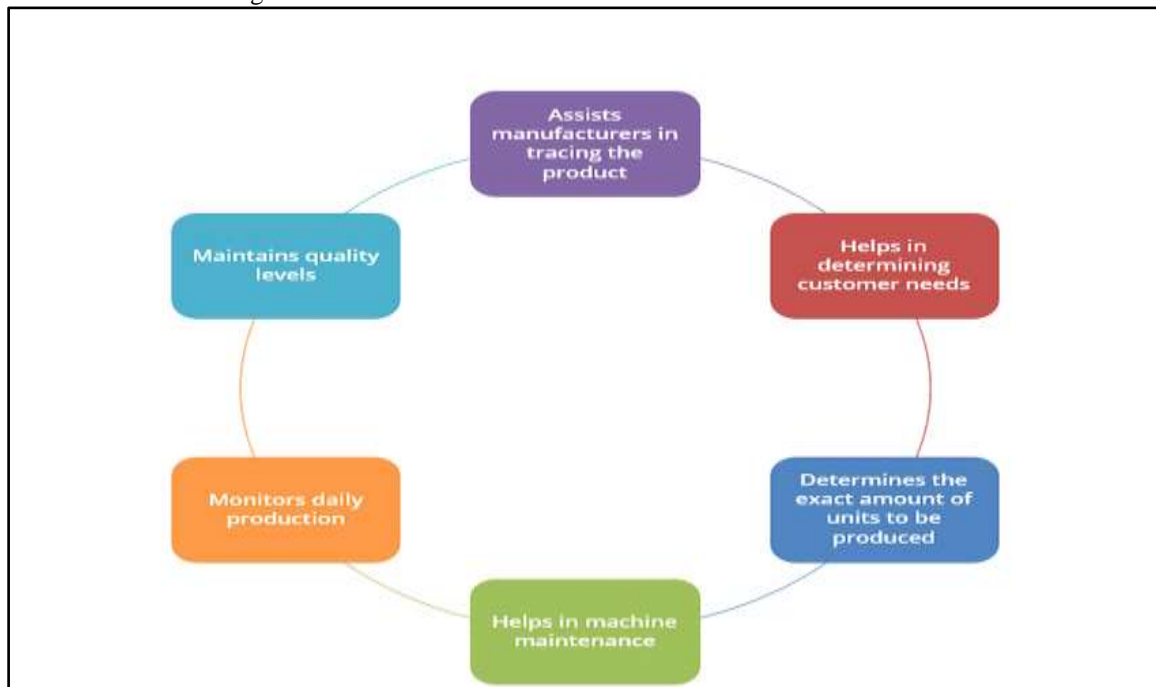 Assists
manufacturers in
tracing the
product
Helps in
determining
customer needs
Determines the
exact amount of
units to be
produced
Helps in machine
maintenance
Monitors daily
production
Maintains quality
levels